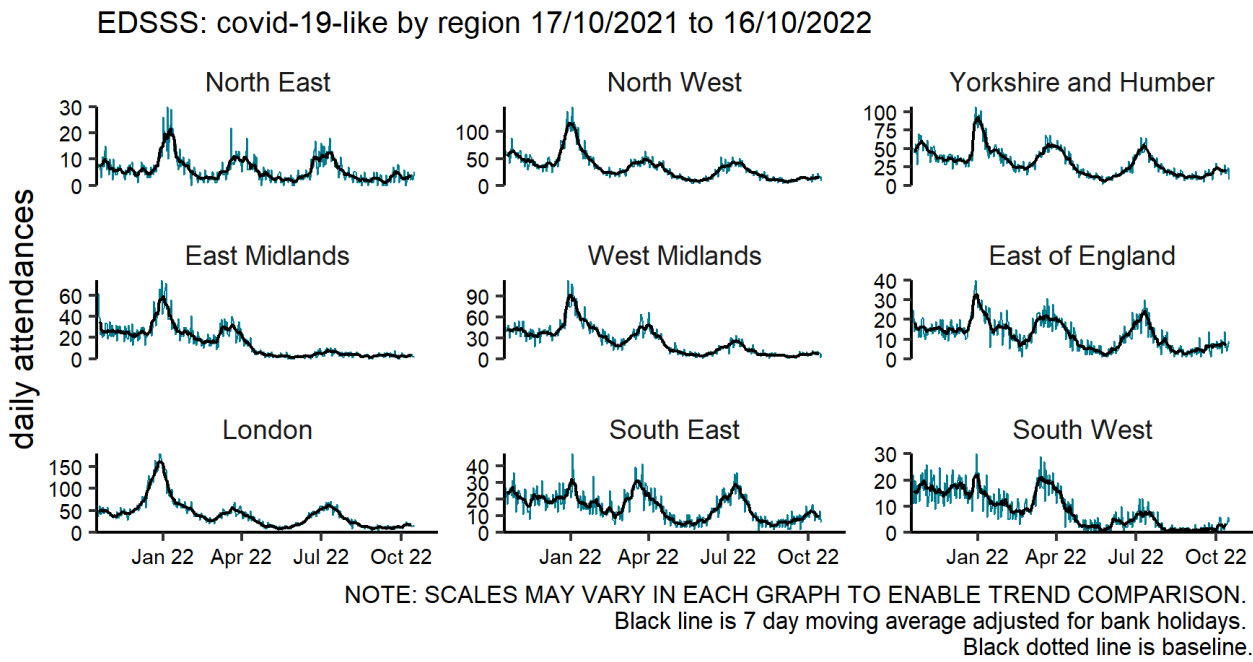 EDSSS: covid-19-like by region 17/10/2021 to 16/10/2022
daily attendances
North East
30
20
10
0
North West
100
50
0
Yorkshire and Humber
100
75
50
25
0
East Midlands
60
40
20
0
West Midlands
90
60
30
0
East of England
40
30
20
10
0
London
150
100
50
0
Jan 22 Apr 22 Jul 22 Oct 22
South East
40
30
20
10
0
Jan 22 Apr 22 Jul 22 Oct 22
South West
30
20
10
0
Jan 22 Apr 22 Jul 22 Oct 22
NOTE: SCALES MAY VARY IN EACH GRAPH TO ENABLE TREND COMPARISON.
Black line is 7 day moving average adjusted for bank holidays.
Black dotted line is baseline.